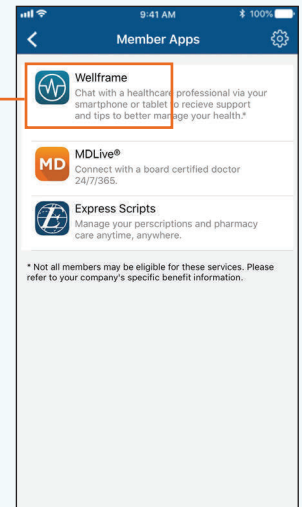 9:41 AM
100%
Member Apps
Wellframe
Chat with a healthcare professional via your
smartphone or tablet to recieve support
and tips to better manage your health.*
MD
MDLive®
Connect with a board certified doctor
24/7/365.
Express Scripts
Manage your perscriptions and pharmacy
care anytime, anywhere.
* Not all members may be eligible for these services. Please
refer to your company's specific benefit information.